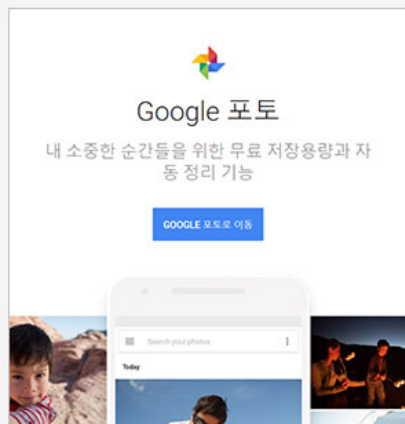 Google 포토
내 소중한 순간들을 위한 무료 저장용량과 자
동 정리 기능
GOOGLE 포토로 이동
Search your photos
Today